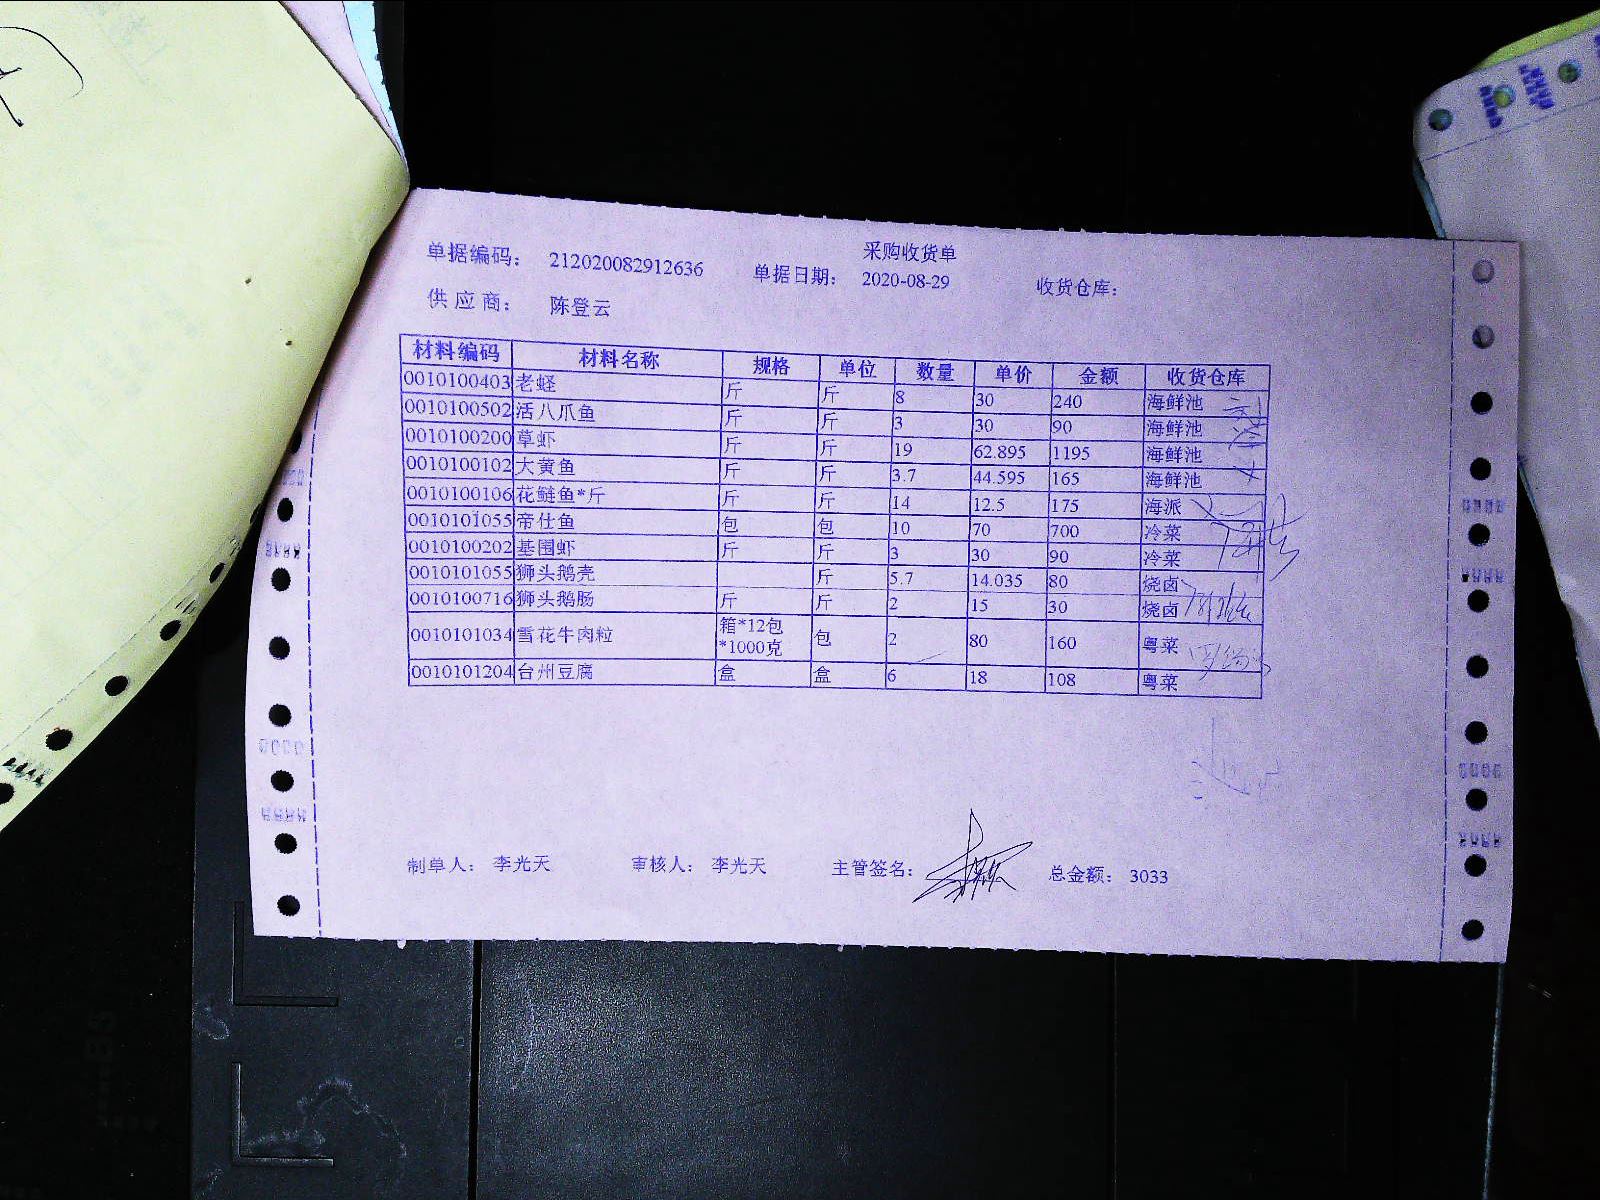 采购收货单
单据编码： 212020082912636 单据日期： 2020-08-29 收货仓库：
供应商： 陈登云
材料编码 材料名称 规格 单位 数量 单价 金额 收货仓库
0010100403 老蛏 斤 斤 8 30 240 海鲜池
0010100502 活八爪鱼 斤 斤 3 30 90 海鲜池
0010100200 草虾 斤 斤 19 62.895 1195 海鲜池
0010100102 大黄鱼 斤 斤 3.7 44.595 165 海鲜池
0010100106 花鲢鱼*斤 斤 斤 14 12.5 175 海派
0010101055 帝仕鱼 包 包 10 70 700 冷菜
0010100202 基围虾 斤 斤 3 30 90 冷菜
0010101055 狮头鹅壳 斤 5.7 14.035 80 烧卤
0010100716 狮头鹅肠 斤 斤 2 15 30 烧卤
0010101034 雪花牛肉粒 箱*12包*1000克 包 2 80 160 粤菜
0010101204 台州豆腐 盒 盒 6 18 108 粤菜
制单人： 李光天 审核人： 李光天 主管签名： 总金额： 3033